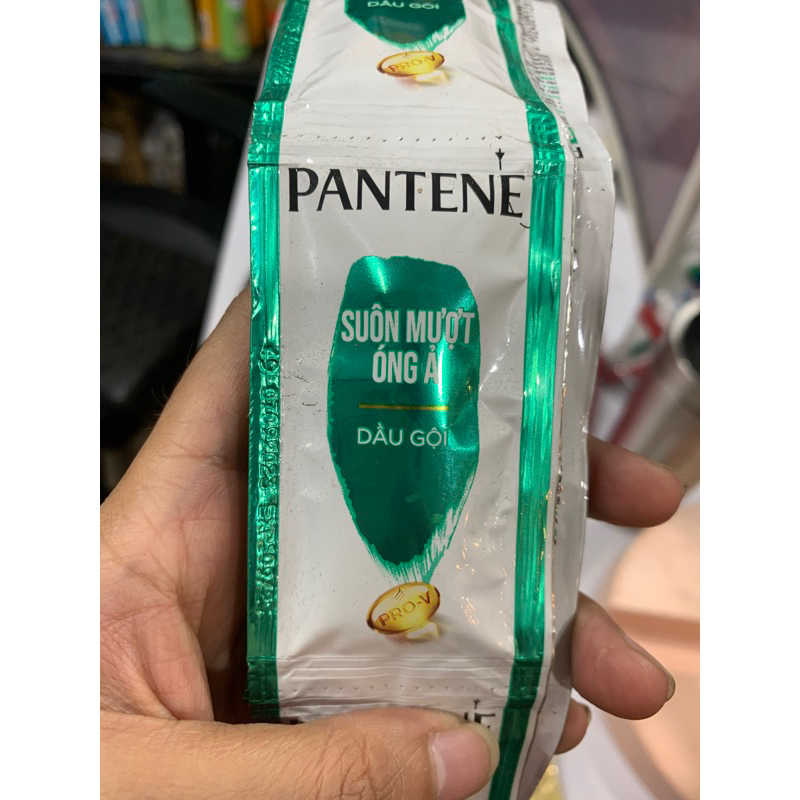 DẦU GỘI
PRO-V
PANTENE
SUÔN MƯỢT
ÓNG Ả
DẦU GỘI
PRO-V